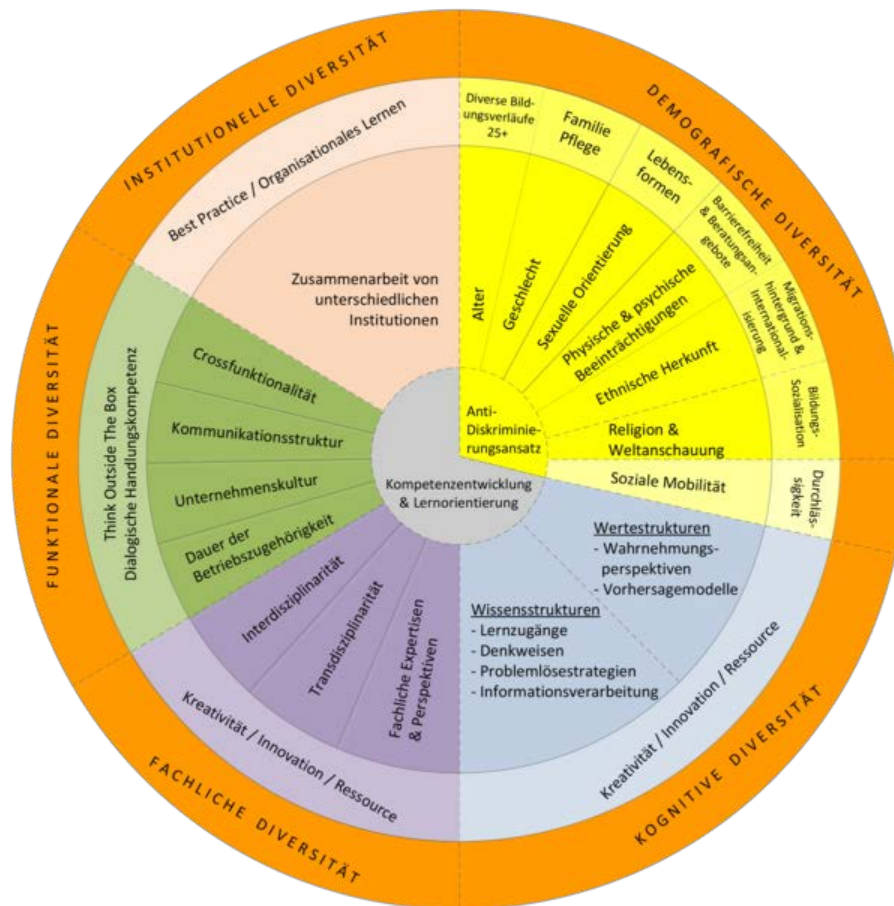 INSTITUTIONELLE DIVERSITÄT
DEMOGRAFISCHE DIVERSITÄT
KOGNITIVE DIVERSITÄT
FACHLICHE DIVERSITÄT
FUNKTIONALE DIVERSITÄT
Best Practice / Organisationales Lernen
Zusammenarbeit von
unterschiedlichen
Institutionen
Diverse Bil-
dungsverläufe
25+
Familie
Pflege
Lebens-
formen
Barrierefreiheit
& Beratungsan-
gebote
Migrations-
hintergrund &
International-
isierung
Bildungs-
Sozialisation
Durchläs-
sigkeit
Alter
Geschlecht
Sexuelle Orientierung
Physische & psychische
Beeinträchtigungen
Ethnische Herkunft
Religion &
Weltanschauung
Soziale Mobilität
Anti-
Diskriminie-
rungsansatz
Kompetenzentwicklung
& Lernorientierung
Wertestrukturen
- Wahrnehmungs-
perspektiven
- Vorhersagemodelle
Wissensstrukturen
- Lernzugänge
- Denkweisen
- Problemlösestrategien
- Informationsverarbeitung
Kreativität / Innovation / Ressource
Fachliche Expertisen
& Perspektiven
Transdisziplinarität
Interdisziplinarität
Kreativität / Innovation / Ressource
Dauer der
Betriebszugehörigkeit
Unternehmenskultur
Kommunikationsstruktur
Crossfunktionalität
Think Outside The Box
Dialogische Handlungskompetenz